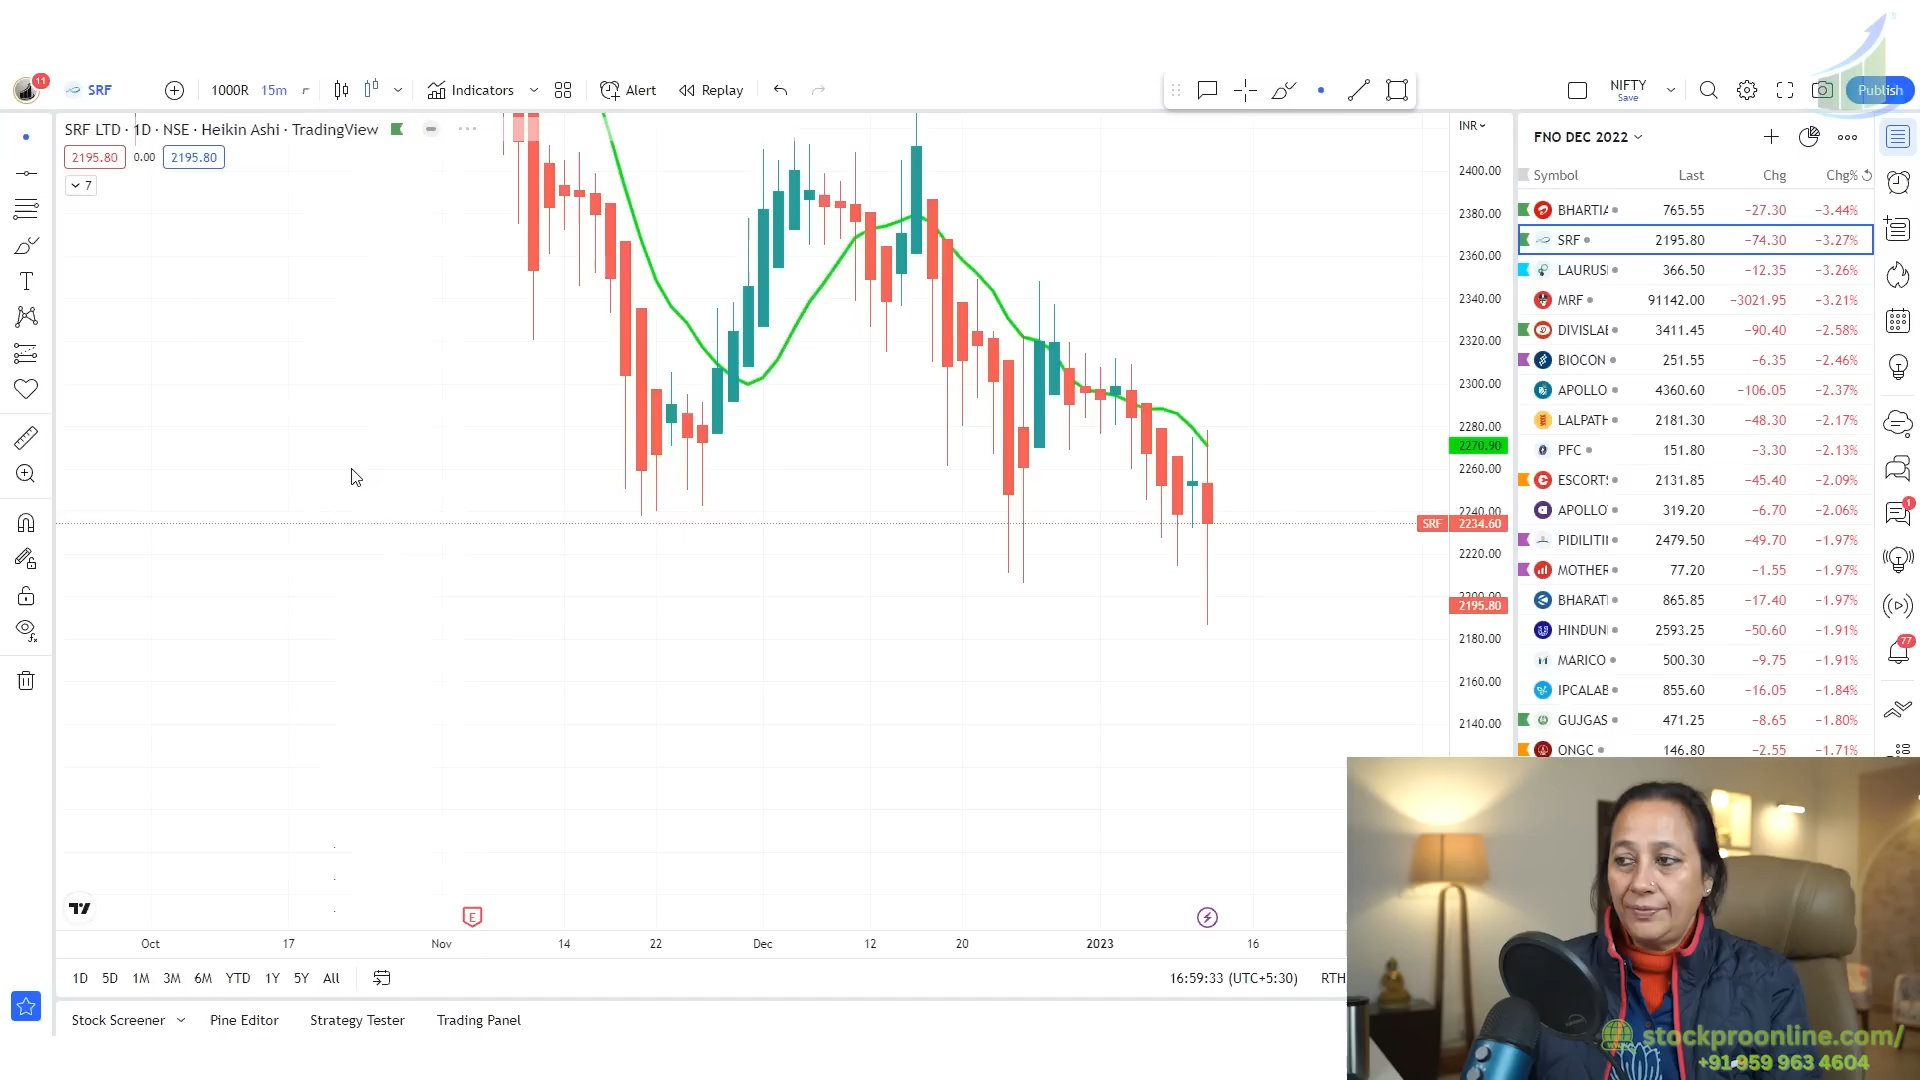 11
SRF
1000R 15m r
Indicators
Alert
Replay
NIFTY
Save
Publish
SRF LTD · 1D · NSE · Heikin Ashi · TradingView
2195.80 0.00 2195.80
7
INR
2400.00
2380.00
2360.00
2340.00
2320.00
2300.00
2280.00
2270.90
2260.00
2240.00
SRF 2234.60
2220.00
2200.00
2195.80
2180.00
2160.00
2140.00
E
Oct 17 Nov 14 22 Dec 12 20 2023 16
1D 5D 1M 3M 6M YTD 1Y 5Y All
16:59:33 (UTC+5:30) RTH
Stock Screener Pine Editor Strategy Tester Trading Panel
FNO DEC 2022
Symbol Last Chg Chg%
BHARTIA 765.55 −27.30 −3.44%
SRF 2195.80 −74.30 −3.27%
LAURUS 366.50 −12.35 −3.26%
MRF 91142.00 −3021.95 −3.21%
DIVISLAB 3411.45 −90.40 −2.58%
BIOCON 251.55 −6.35 −2.46%
APOLLO 4360.60 −106.05 −2.37%
LALPATH 2181.30 −48.30 −2.17%
PFC 151.80 −3.30 −2.13%
ESCORTS 2131.85 −45.40 −2.09%
APOLLO 319.20 −6.70 −2.06%
PIDILITI 2479.50 −49.70 −1.97%
MOTHER 77.20 −1.55 −1.97%
BHARAT 865.85 −17.40 −1.97%
HINDUN 2593.25 −50.60 −1.91%
MARICO 500.30 −9.75 −1.91%
IPCALAB 855.60 −16.05 −1.84%
GUJGAS 471.25 −8.65 −1.80%
ONGC 146.80 −2.55 −1.71%
1
77
stockproonline.com/
+91 959 963 4604